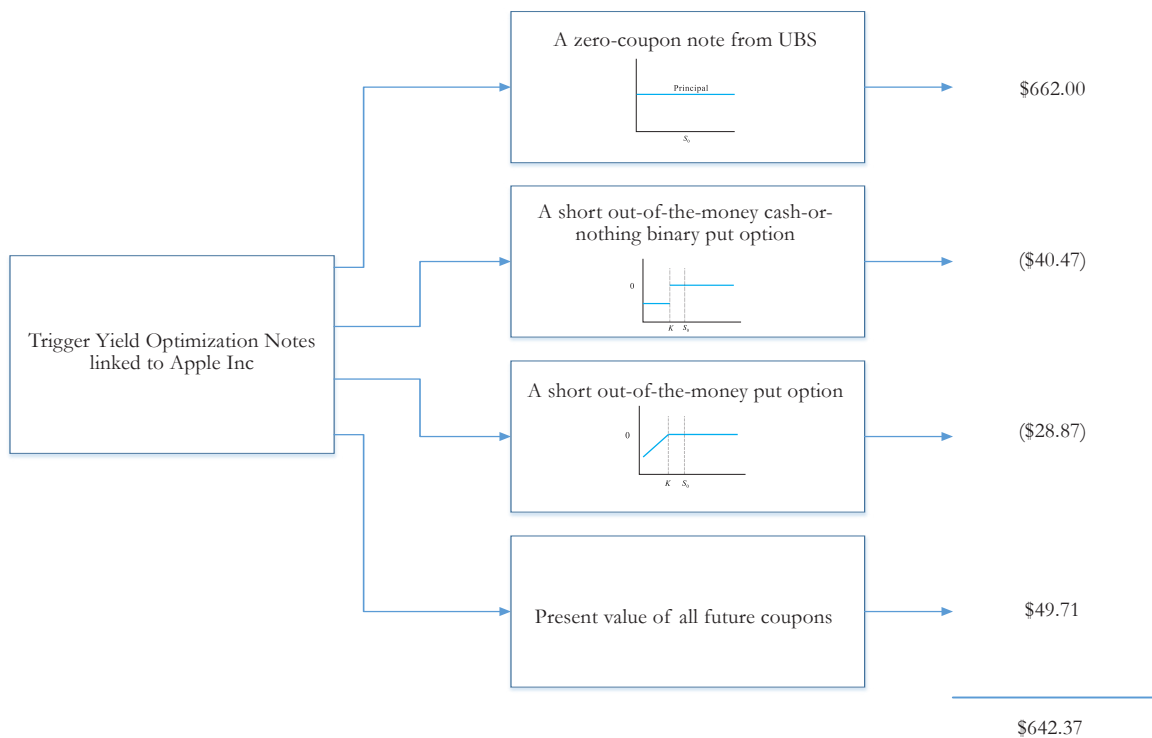 A zero-coupon note from UBS
Principal
S0
$662.00
A short out-of-the-money cash-or-
nothing binary put option
0
K
S0
($40.47)
Trigger Yield Optimization Notes
linked to Apple Inc
A short out-of-the-money put option
0
K
S0
($28.87)
Present value of all future coupons
$49.71
$642.37